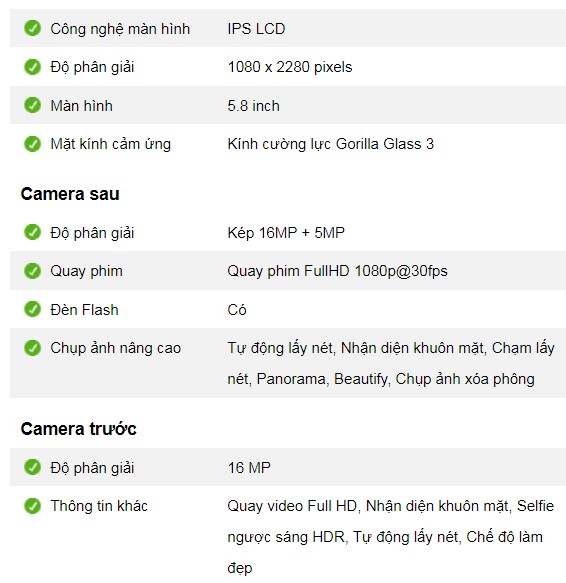 Công nghệ màn hình IPS LCD
Độ phân giải 1080 x 2280 pixels
Màn hình 5.8 inch
Mặt kính cảm ứng Kính cường lực Gorilla Glass 3
Camera sau
Độ phân giải Kép 16MP + 5MP
Quay phim Quay phim FullHD 1080p@30fps
Đèn Flash Có
Chụp ảnh nâng cao Tự động lấy nét, Nhận diện khuôn mặt, Chạm lấy
nét, Panorama, Beautify, Chụp ảnh xóa phông
Camera trước
Độ phân giải 16 MP
Thông tin khác Quay video Full HD, Nhận diện khuôn mặt, Selfie
ngược sáng HDR, Tự động lấy nét, Chế độ làm
đẹp